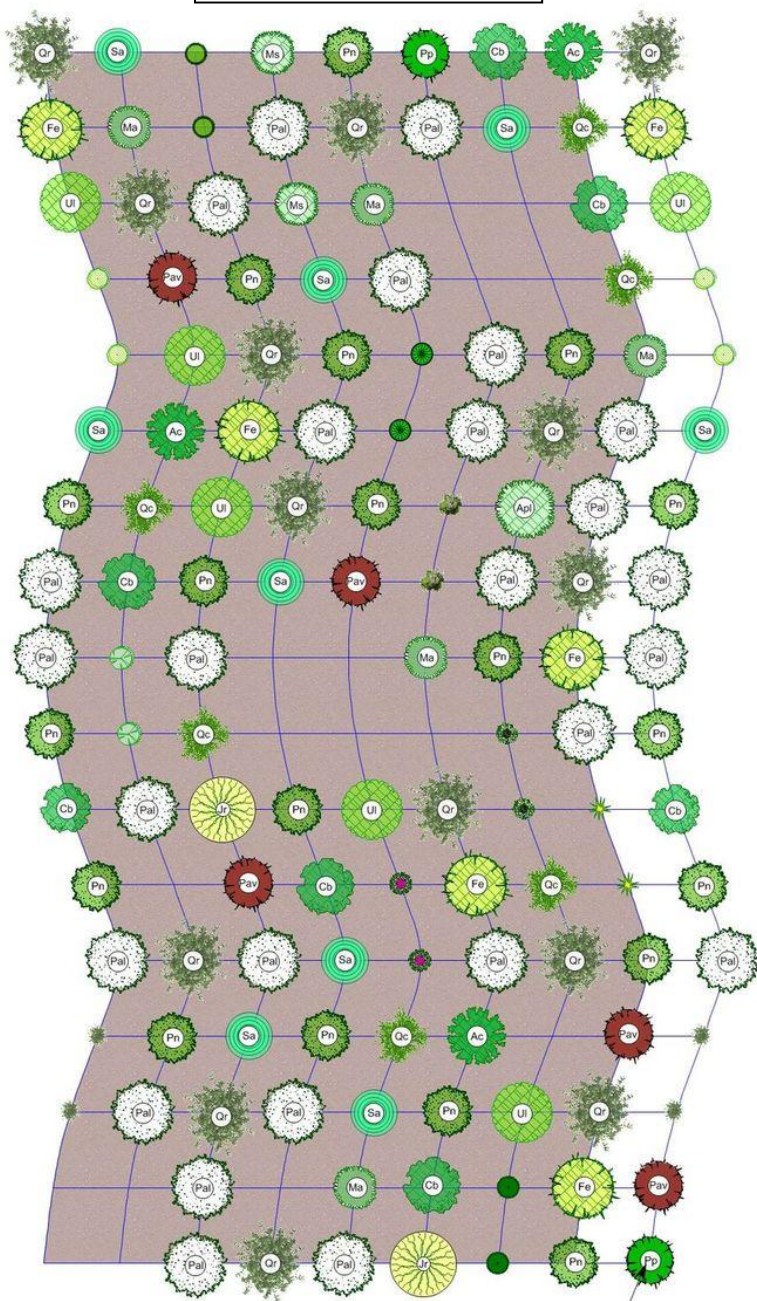 Qr Sa Ms Pn Pp Cb Ac Qr
Fe Ma Pal Qr Pal Sa Qc Fe
Ul Qr Pal Ms Ma Cb Ul
Pav Pn Sa Pal Qc
Ul Qr Pn Pal Pn Ma
Sa Ac Fe Pal Pal Qr Pal Sa
Pn Qc Ul Qr Pn Apl Pal Pn
Pal Cb Pn Sa Pav Pal Qr Pal
Pal Pal Ma Pn Fe Pal
Pn Qc Pal Pn
Cb Pal Jr Pn Ul Qr Cb
Pn Pav Cb Fe Qc Pn
Pal Qr Pal Sa Pal Qr Pn Pal
Pn Sa Pn Qc Ac Pav
Pal Qr Pal Sa Pn Ul Qr
Pal Ma Cb Fe Pav
Pal Qr Pal Jr Pn Pp